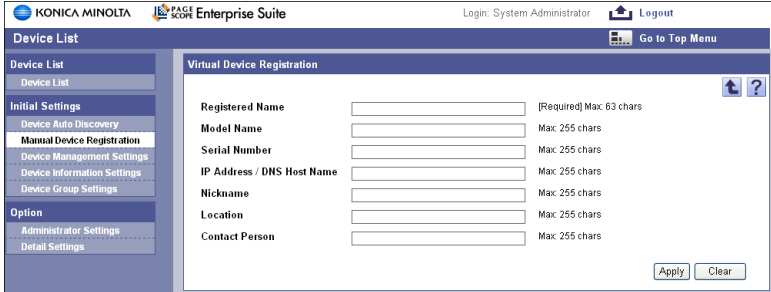 KONICA MINOLTA PAGE SCOPE Enterprise Suite Login: System Administrator Logout
Device List Go to Top Menu
Device List
Device List
Initial Settings
Device Auto Discovery
Manual Device Registration
Device Management Settings
Device Information Settings
Device Group Settings
Option
Administrator Settings
Detail Settings
Virtual Device Registration
?
Registered Name [Required] Max: 63 chars
Model Name Max: 255 chars
Serial Number Max: 255 chars
IP Address / DNS Host Name Max: 255 chars
Nickname Max: 255 chars
Location Max: 255 chars
Contact Person Max: 255 chars
Apply Clear